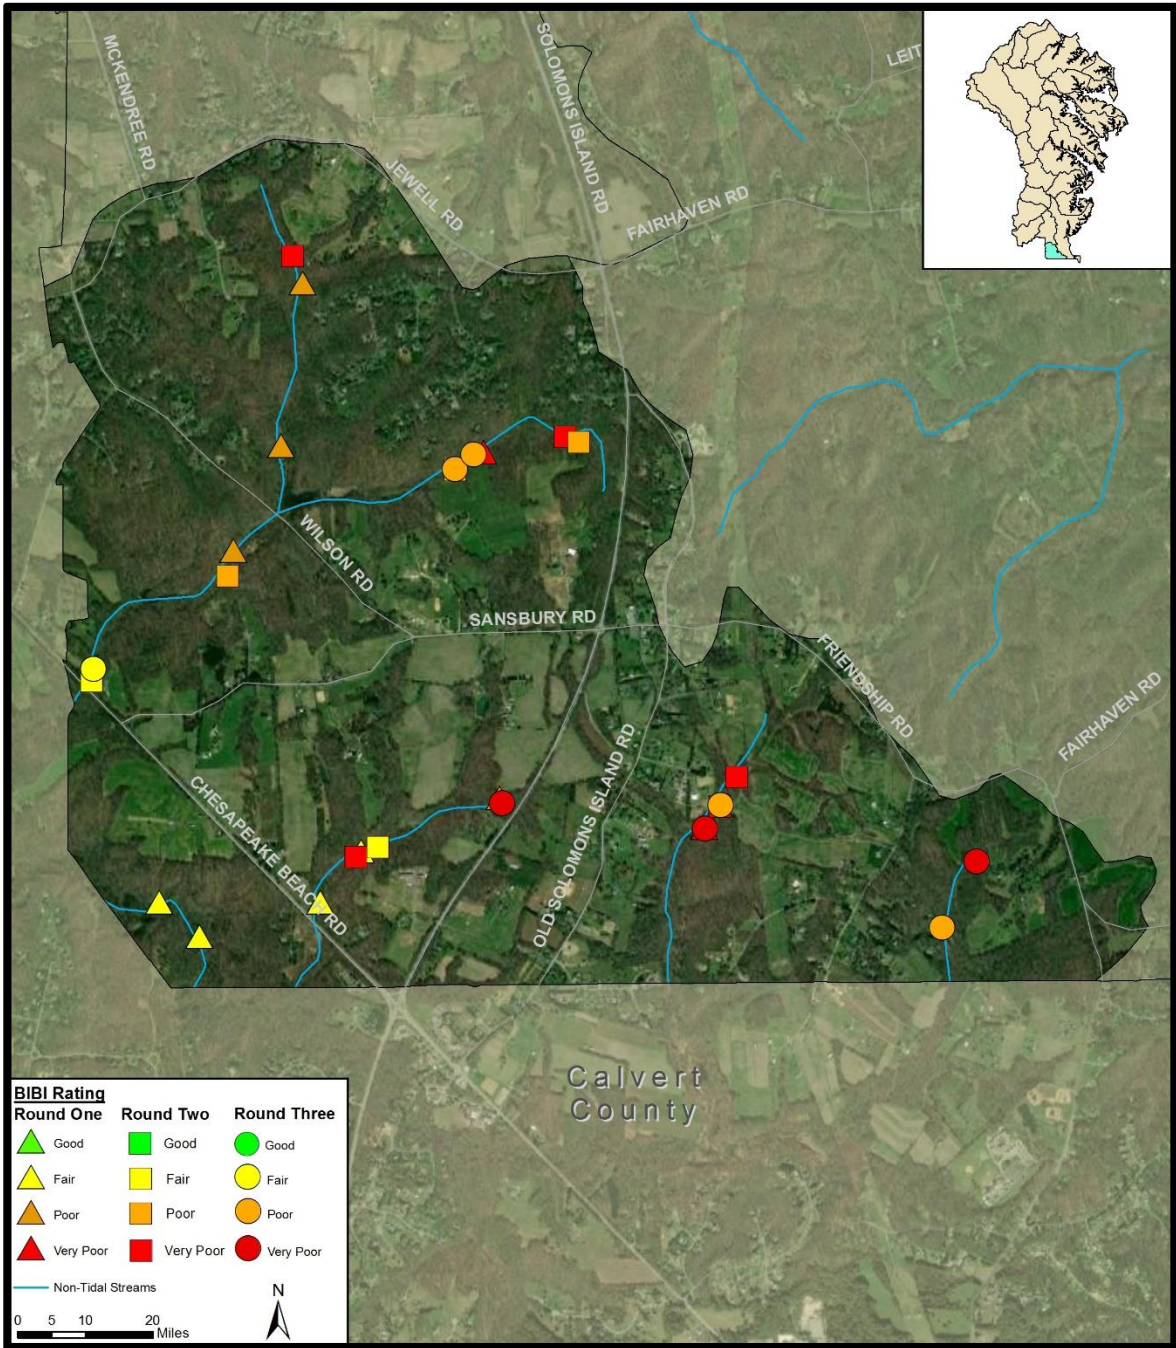 MCKENDREE RD
SOLOMONS ISLAND RD
LEIT
JEWELL RD
FAIRHAVEN RD
WILSON RD
SANSBURY RD
FRIENDSHIP RD
FAIRHAVEN RD
OLD SOLOMONS ISLAND RD
CHESAPEAKE BEACH RD
Calvert
County
BIBI Rating
Round One Round Two Round Three
Good Good Good
Fair Fair Fair
Poor Poor Poor
Very Poor Very Poor Very Poor
Non-Tidal Streams
N
0 5 10 20
Miles